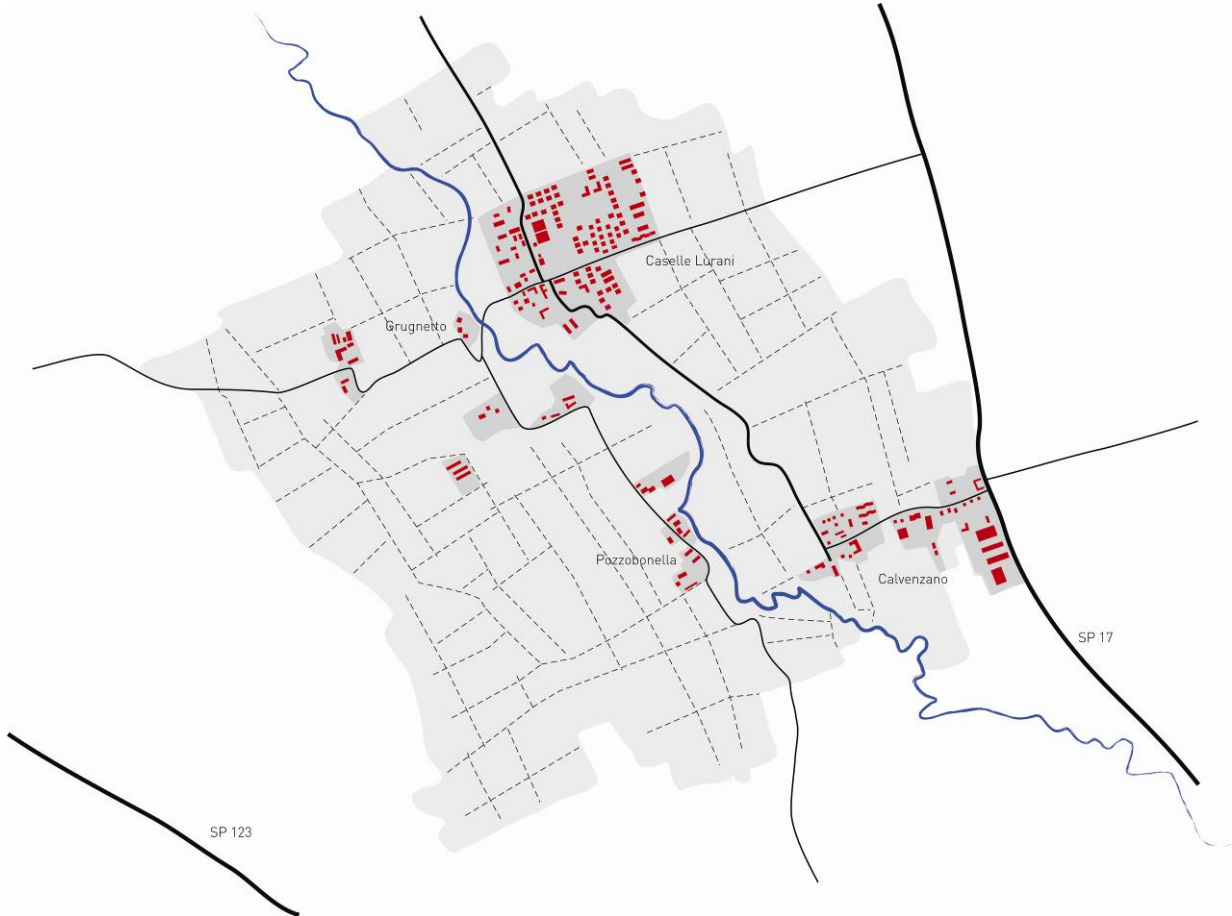 Caselle Lurani
Grugnetto
Pozzobonella
Calvenzano
SP 17
SP 123